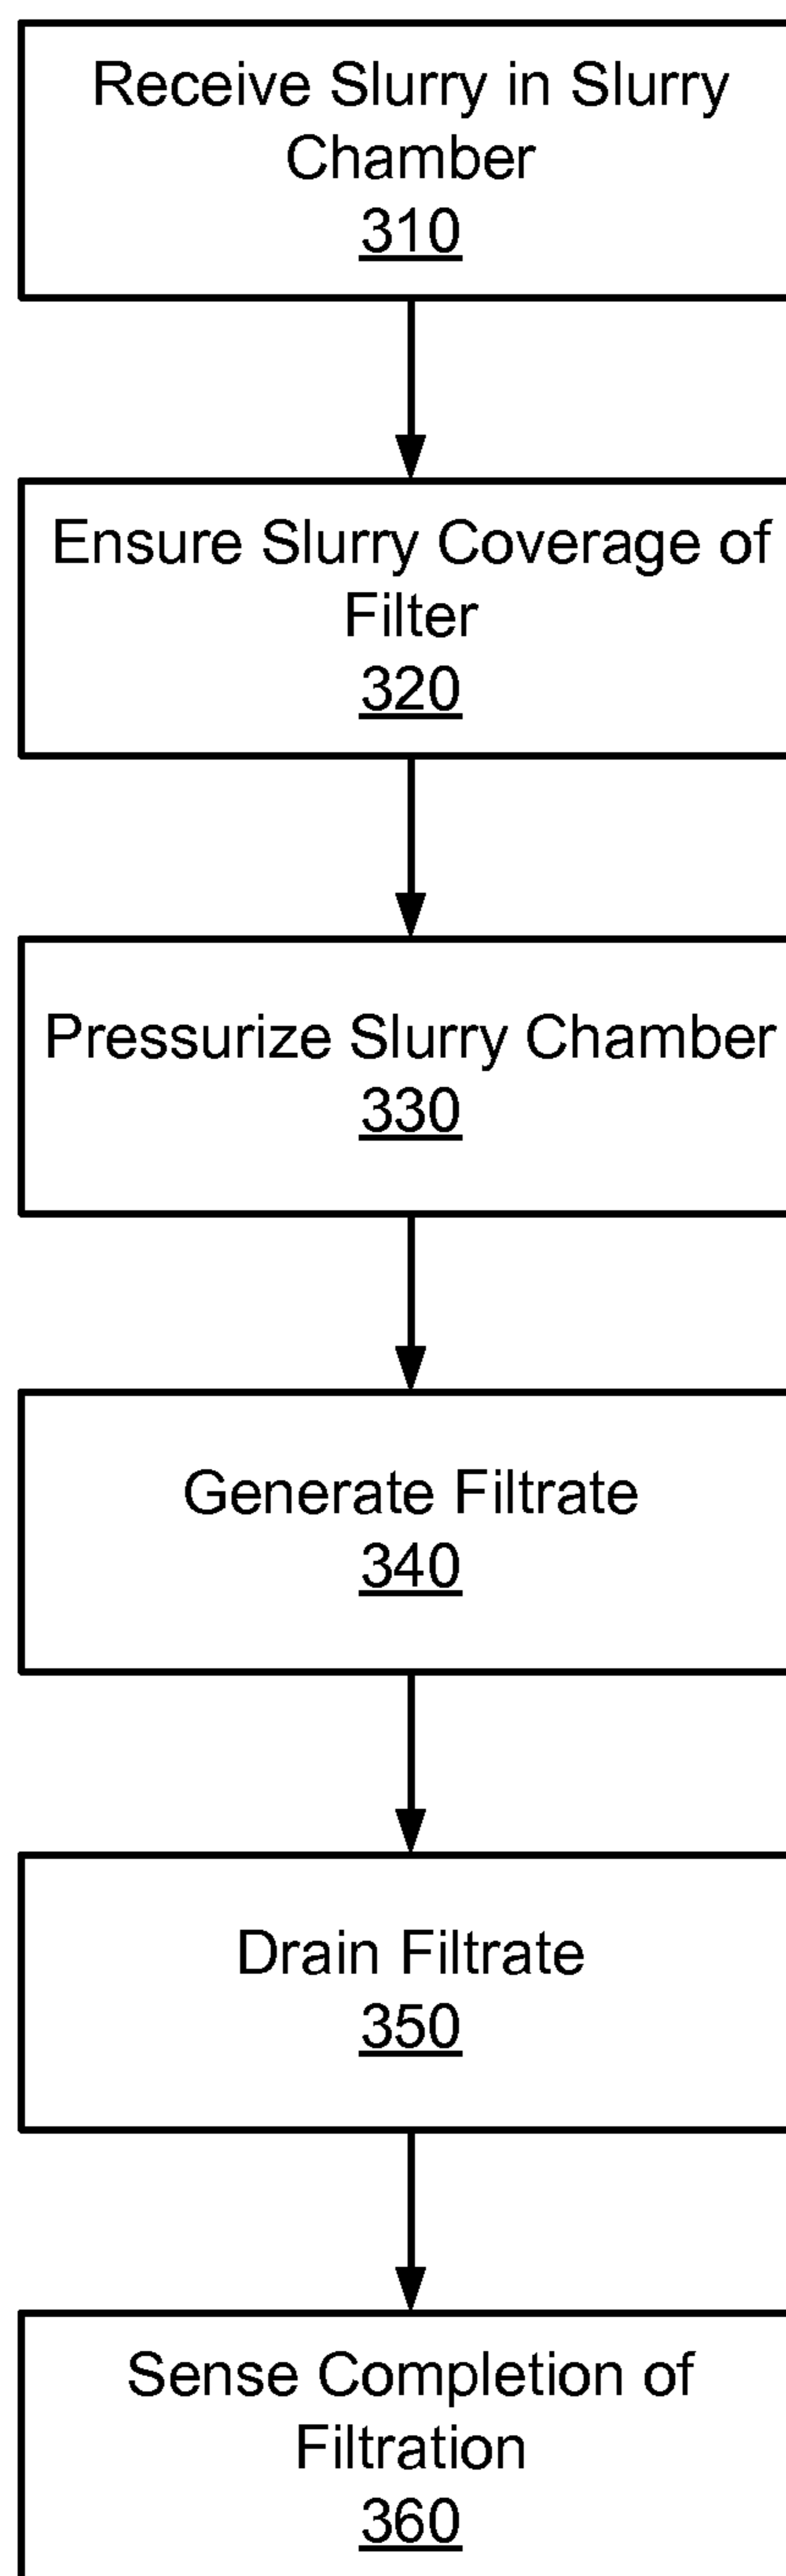 Receive Slurry in Slurry
Chamber
310
Ensure Slurry Coverage of
Filter
320
Pressurize Slurry Chamber
330
Generate Filtrate
340
Drain Filtrate
350
Sense Completion of
Filtration
360